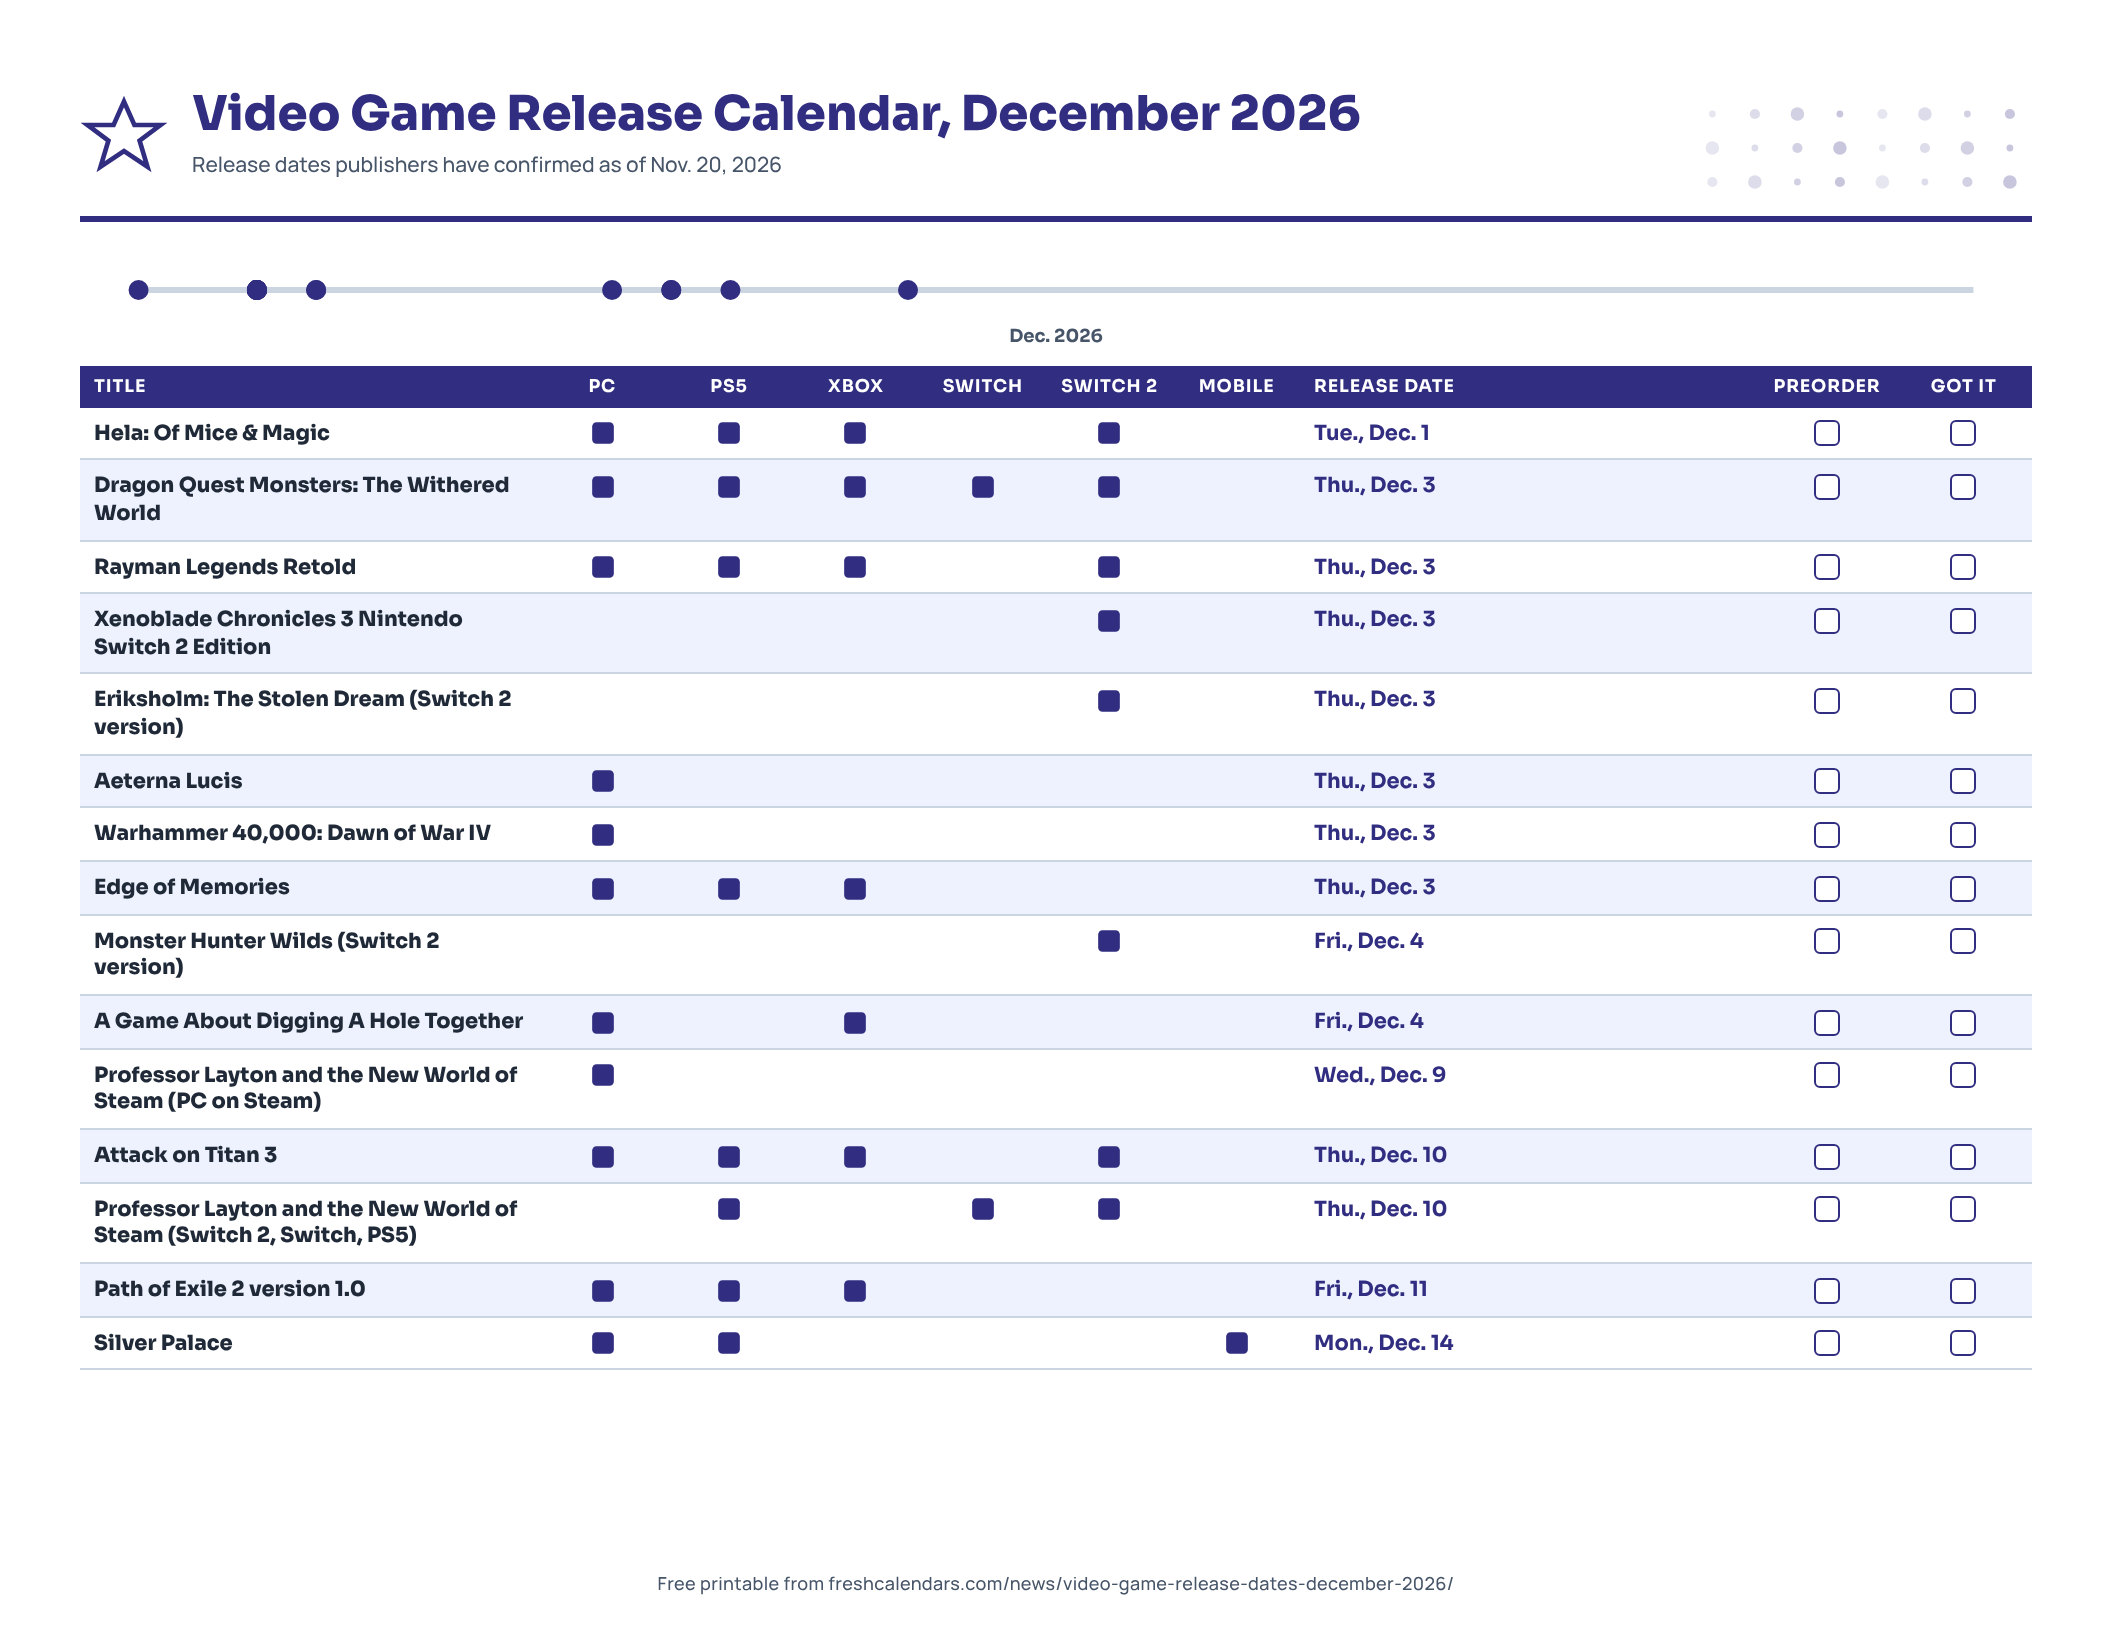 Video Game Release Calendar, December 2026
Release dates publishers have confirmed as of Nov. 20, 2026
Dec. 2026
TITLE PC PS5 XBOX SWITCH SWITCH 2 MOBILE RELEASE DATE PREORDER GOT IT
Hela: Of Mice & Magic Tue., Dec. 1
Dragon Quest Monsters: The Withered Thu., Dec. 3
World
Rayman Legends Retold Thu., Dec. 3
Xenoblade Chronicles 3 Nintendo Thu., Dec. 3
Switch 2 Edition
Eriksholm: The Stolen Dream (Switch 2 Thu., Dec. 3
version)
Aeterna Lucis Thu., Dec. 3
Warhammer 40,000: Dawn of War IV Thu., Dec. 3
Edge of Memories Thu., Dec. 3
Monster Hunter Wilds (Switch 2 Fri., Dec. 4
version)
A Game About Digging A Hole Together Fri., Dec. 4
Professor Layton and the New World of Wed., Dec. 9
Steam (PC on Steam)
Attack on Titan 3 Thu., Dec. 10
Professor Layton and the New World of Thu., Dec. 10
Steam (Switch 2, Switch, PS5)
Path of Exile 2 version 1.0 Fri., Dec. 11
Silver Palace Mon., Dec. 14
Free printable from freshcalendars.com/news/video-game-release-dates-december-2026/